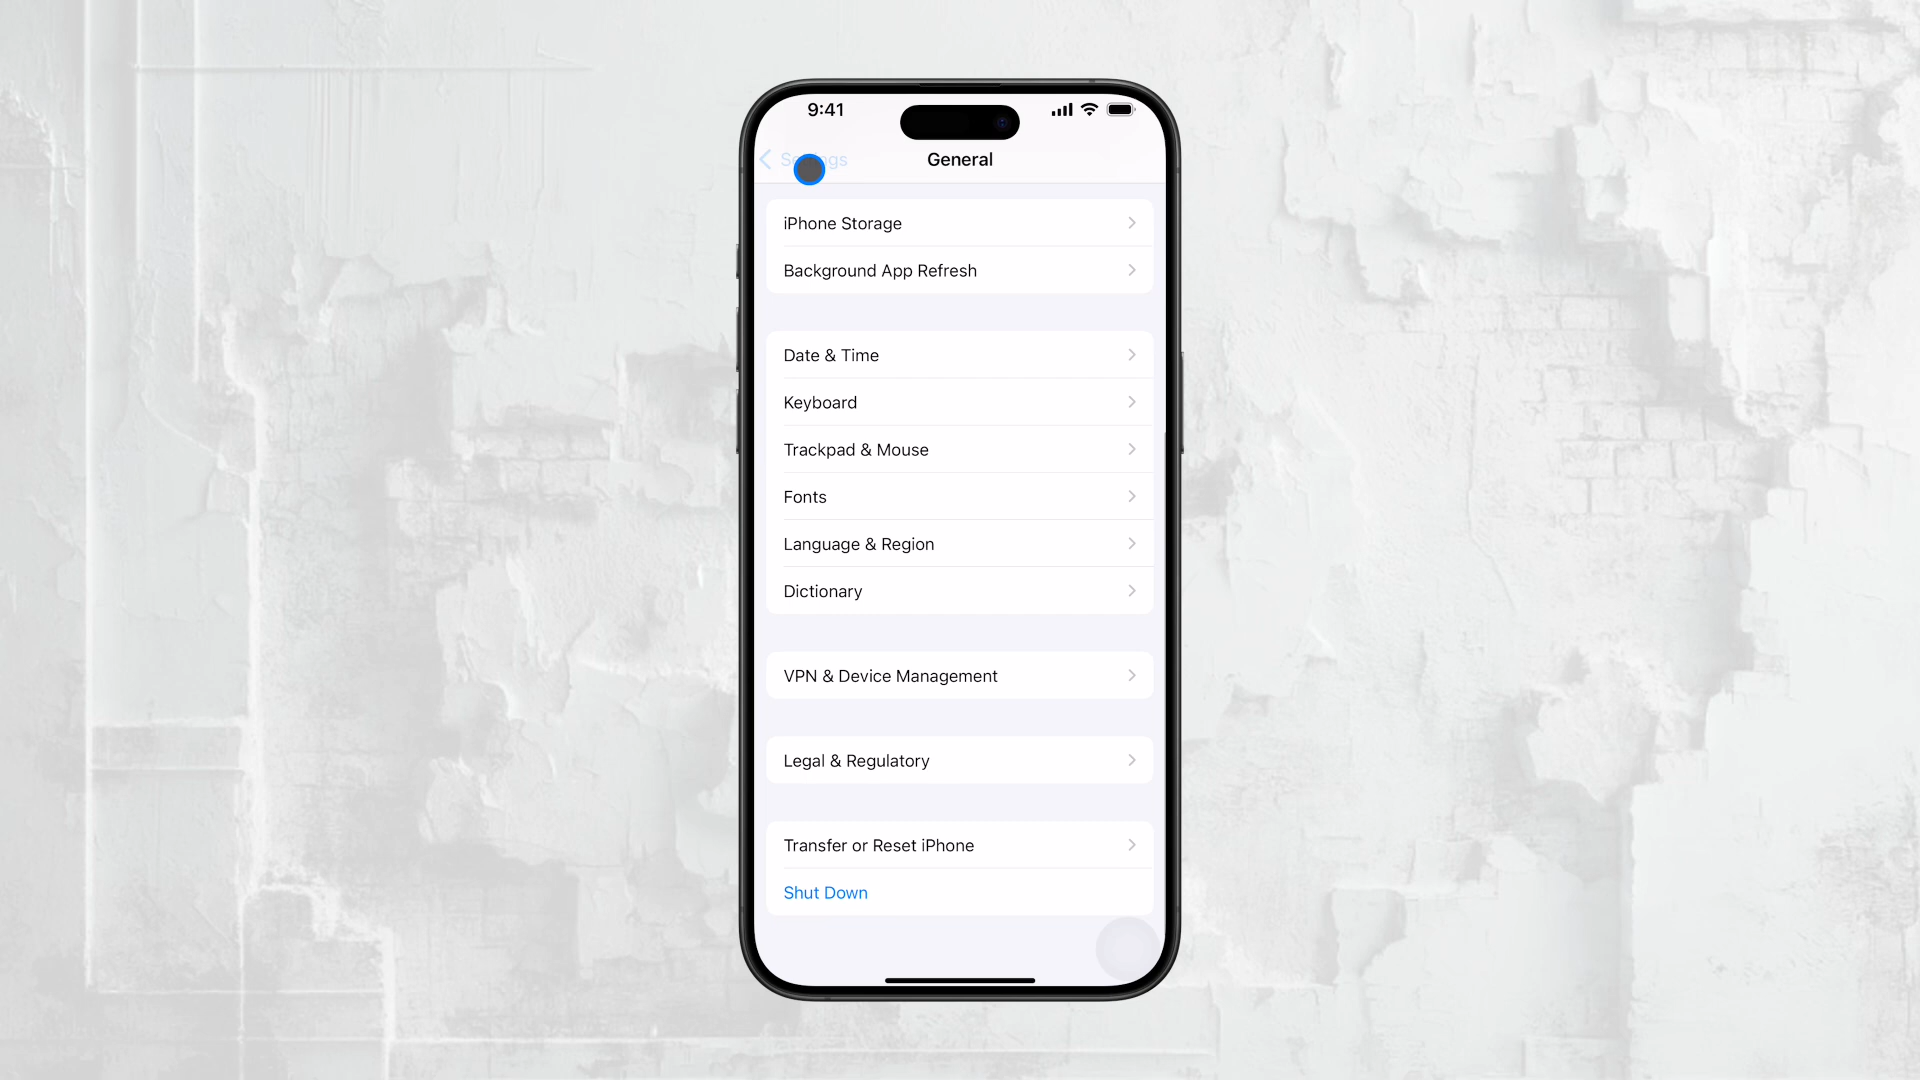 9:41
Settings
General
iPhone Storage
Background App Refresh
Date & Time
Keyboard
Trackpad & Mouse
Fonts
Language & Region
Dictionary
VPN & Device Management
Legal & Regulatory
Transfer or Reset iPhone
Shut Down